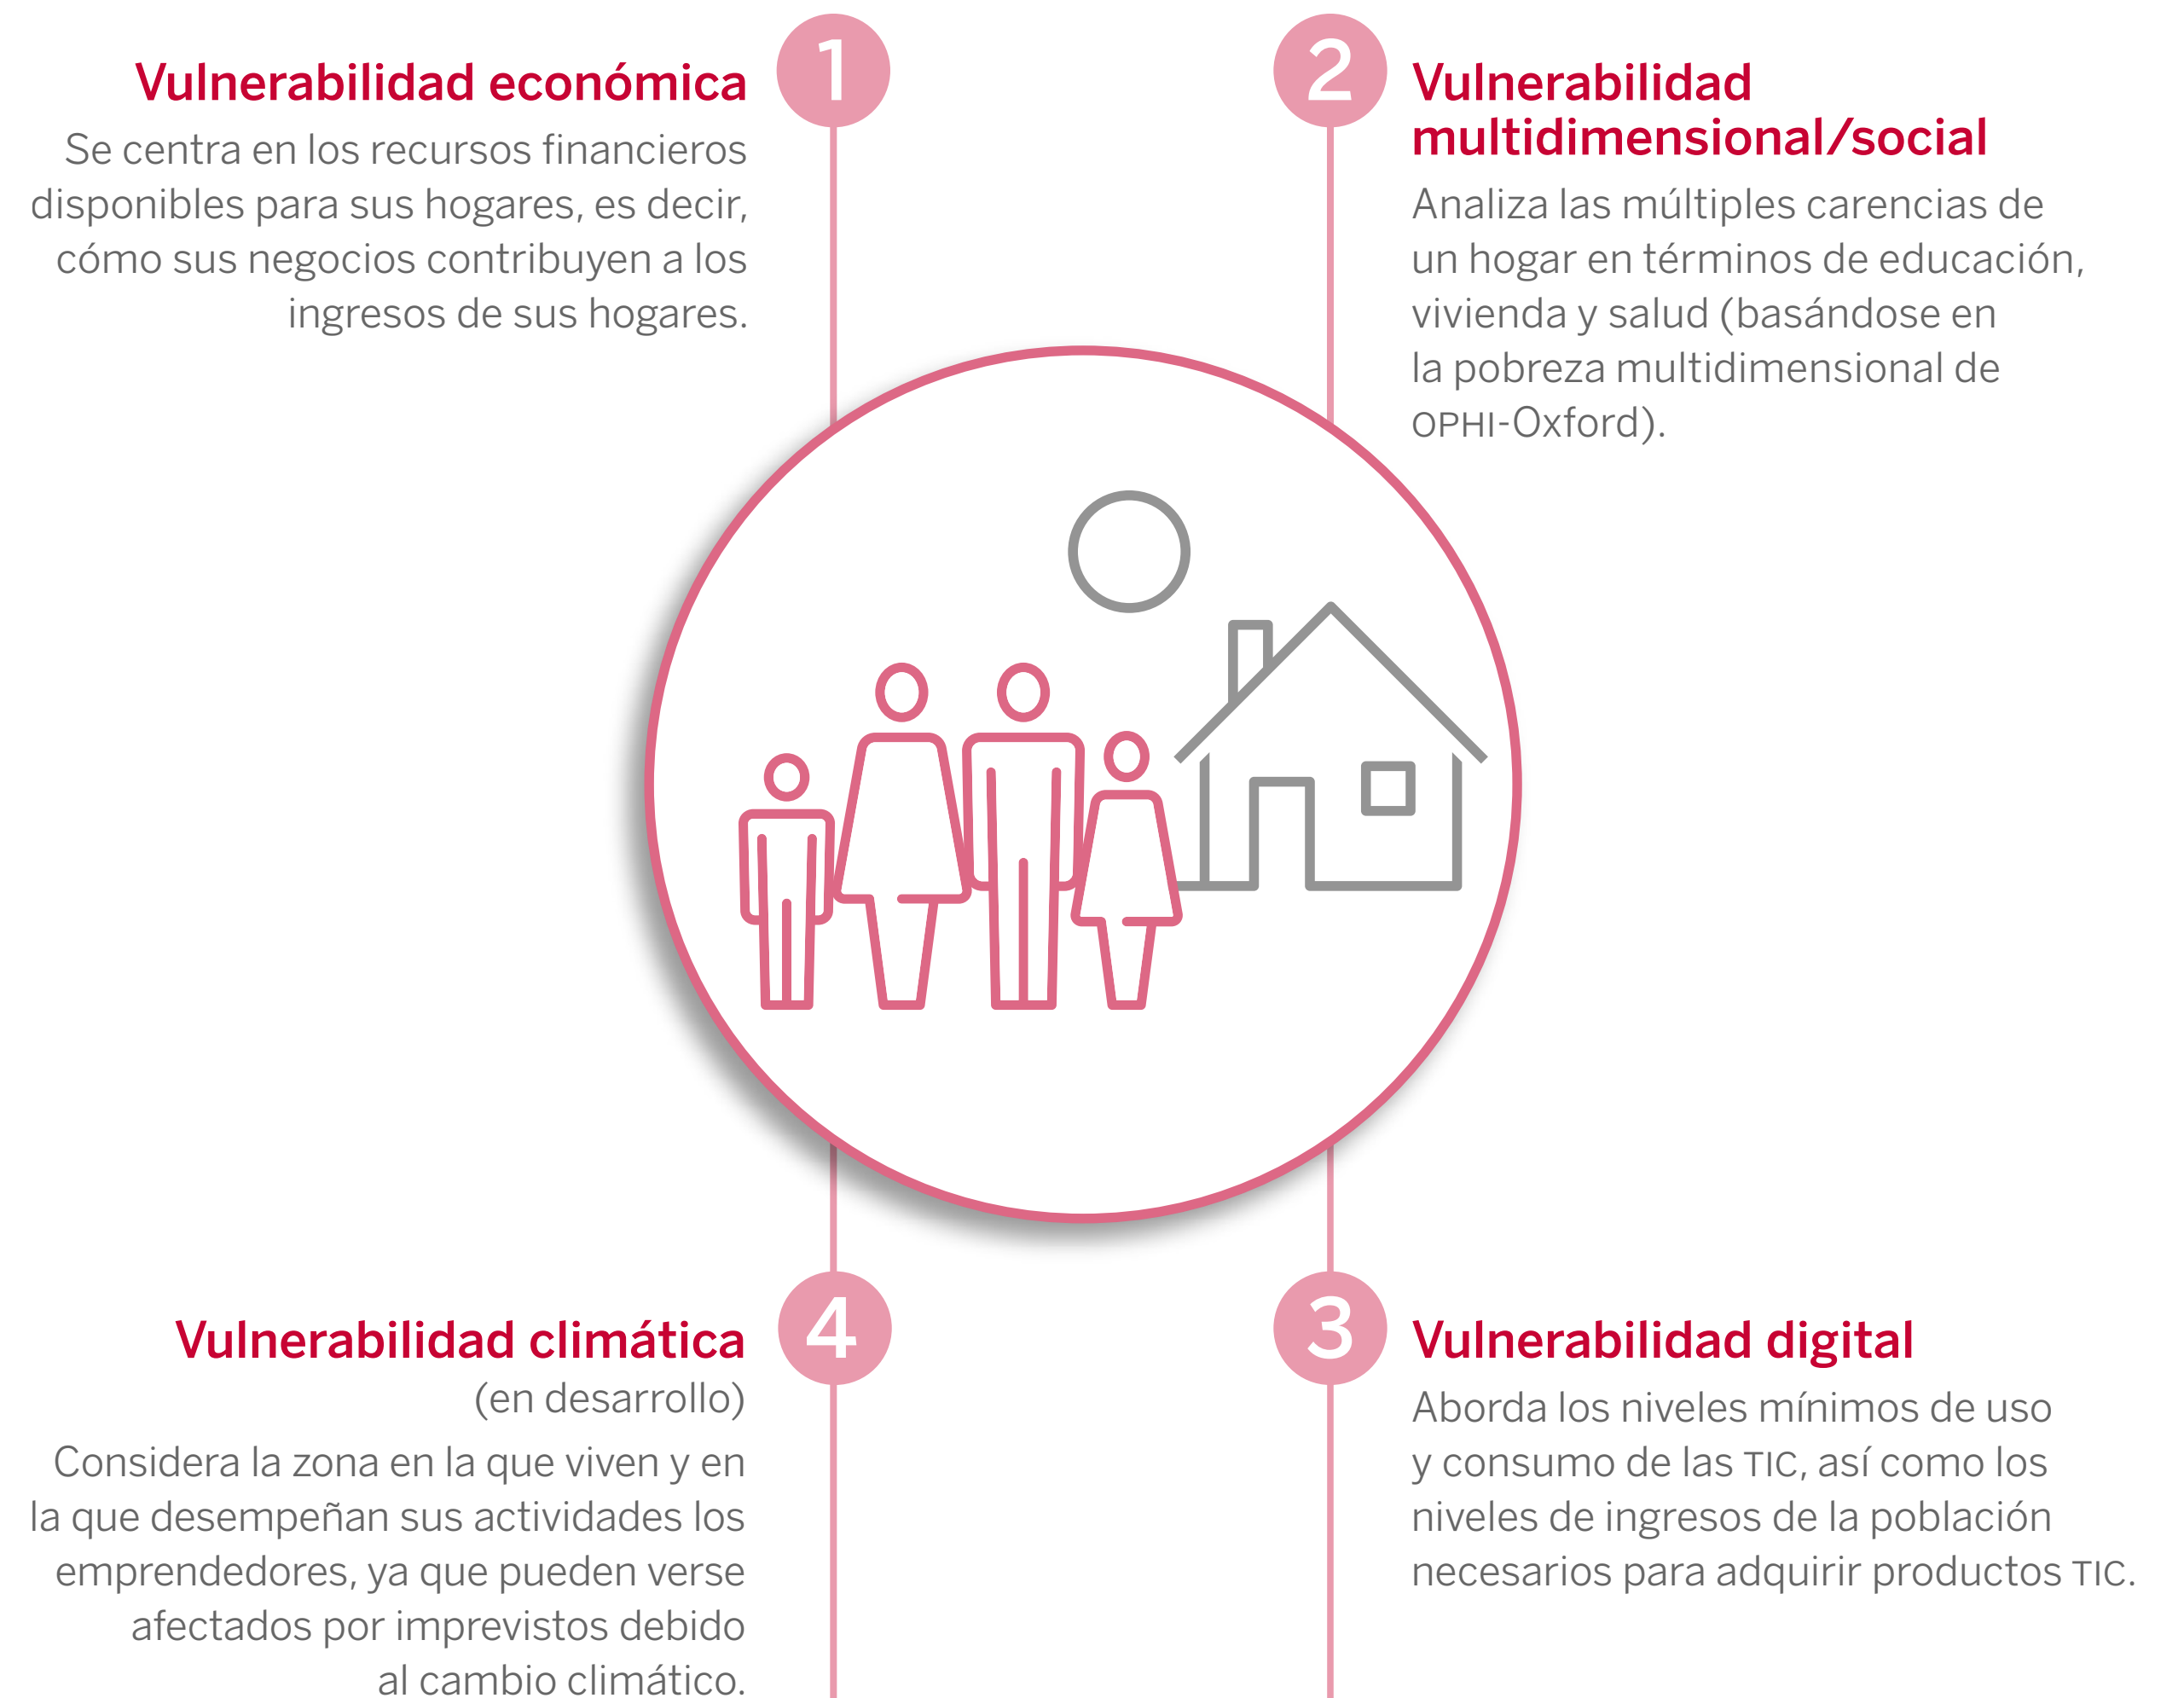 1
Vulnerabilidad económica
Se centra en los recursos financieros
disponibles para sus hogares, es decir,
cómo sus negocios contribuyen a los
ingresos de sus hogares.
2
Vulnerabilidad
multidimensional/social
Analiza las múltiples carencias de
un hogar en términos de educación,
vivienda y salud (basándose en
la pobreza multidimensional de
OPHI-Oxford).
3
Vulnerabilidad digital
Aborda los niveles mínimos de uso
y consumo de las TIC, así como los
niveles de ingresos de la población
necesarios para adquirir productos TIC.
4
Vulnerabilidad climática
(en desarrollo)
Considera la zona en la que viven y en
la que desempeñan sus actividades los
emprendedores, ya que pueden verse
afectados por imprevistos debido
al cambio climático.